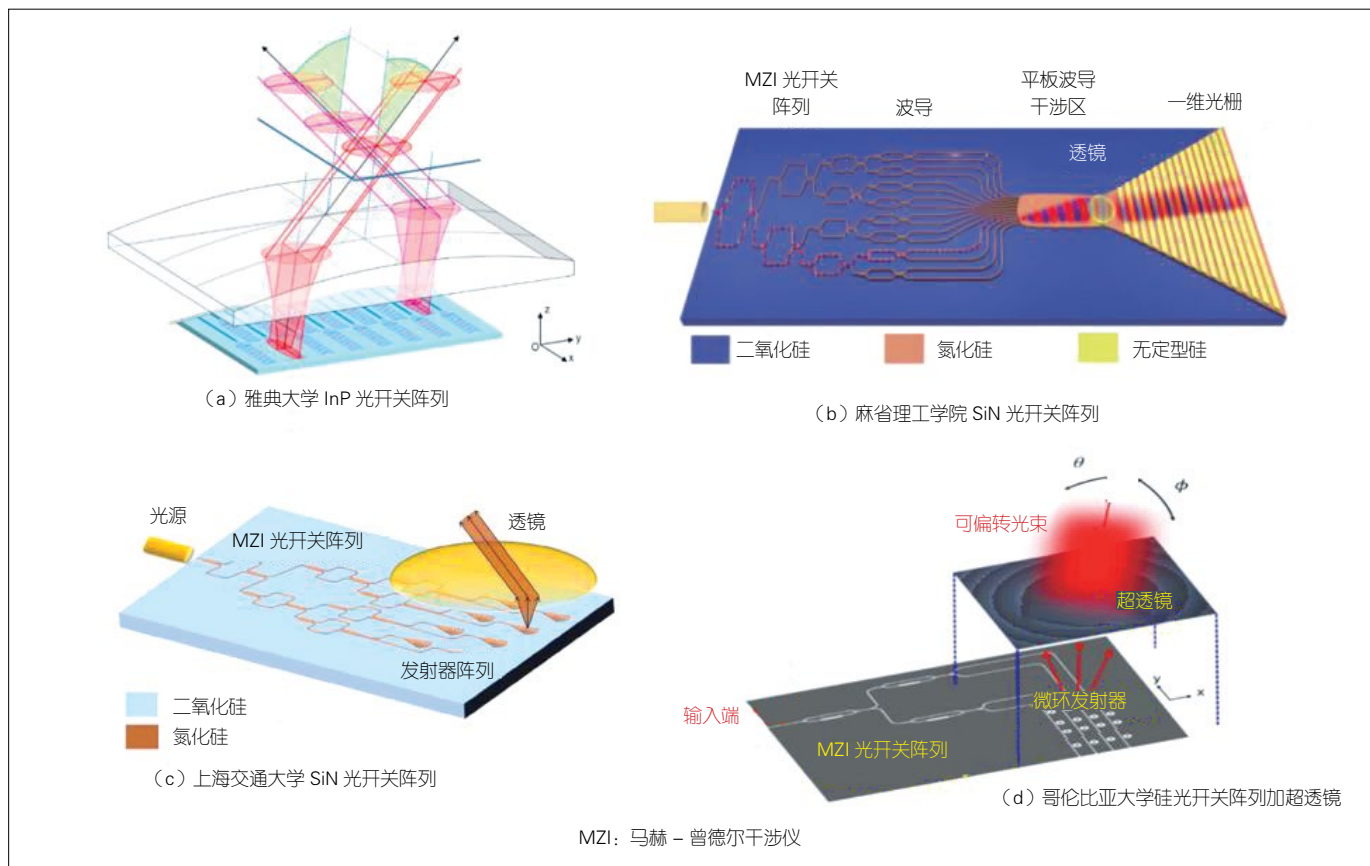 z
y
O
x
（a）雅典大学 InP 光开关阵列
MZI 光开关
阵列
波导
平板波导
干涉区
一维光栅
透镜
二氧化硅
氮化硅
无定型硅
（b）麻省理工学院 SiN 光开关阵列
光源
MZI 光开关阵列
透镜
发射器阵列
二氧化硅
氮化硅
（c）上海交通大学 SiN 光开关阵列
θ
ϕ
可偏转光束
超透镜
y
x
微环发射器
输入端
MZI 光开关阵列
（d）哥伦比亚大学硅光开关阵列加超透镜
MZI：马赫 – 曾德尔干涉仪